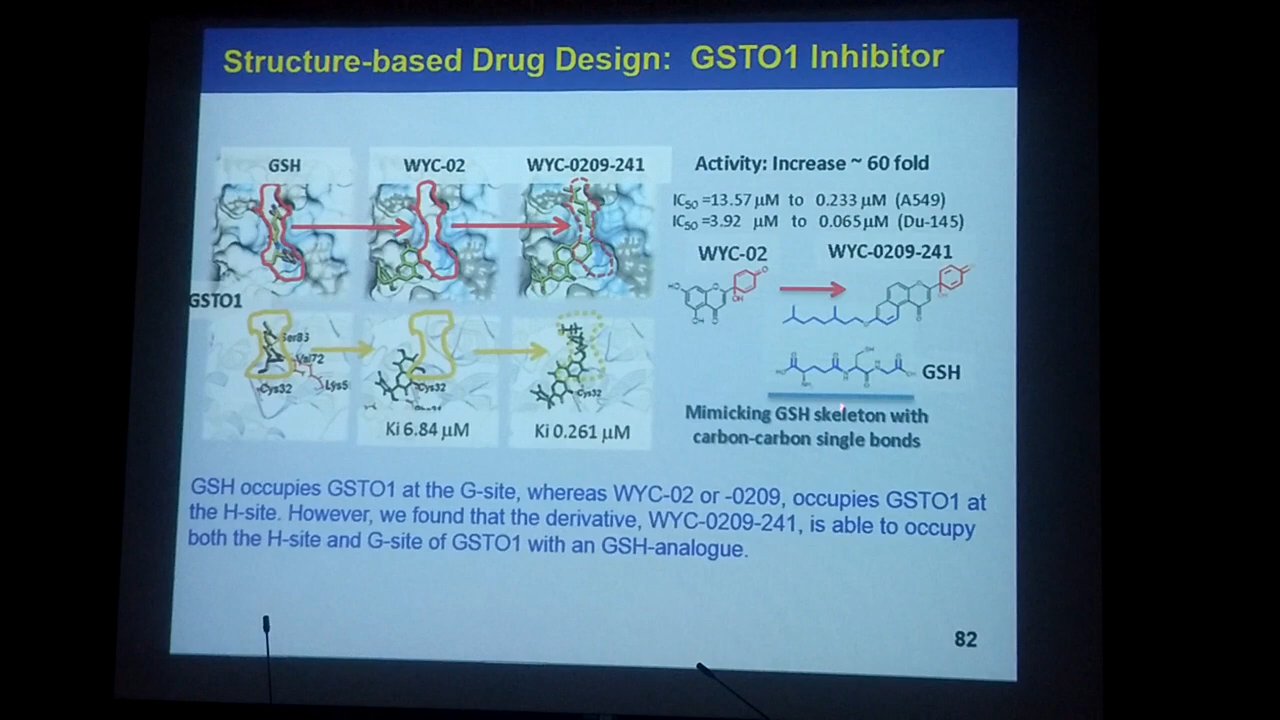 Structure-based Drug Design: GSTO1 Inhibitor
GSH
WYC-02
WYC-0209-241
GSTO1
Ser83
Val72
Cys32
Lys5
Cys32
Cys32
Ki 6.84 µM
Ki 0.261 µM
Activity: Increase ~ 60 fold
IC50 =13.57 µM to 0.233 µM (A549)
IC50 =3.92 µM to 0.065µM (Du-145)
WYC-02
WYC-0209-241
HO
O
OH
O
OH
O
O
O
O
OH
GSH
Mimicking GSH skeleton with
carbon-carbon single bonds
GSH occupies GSTO1 at the G-site, whereas WYC-02 or -0209, occupies GSTO1 at
the H-site. However, we found that the derivative, WYC-0209-241, is able to occupy
both the H-site and G-site of GSTO1 with an GSH-analogue.
82